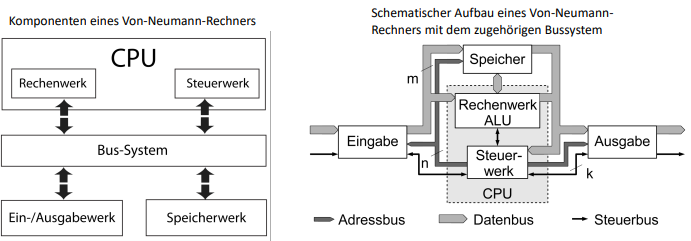 Komponenten eines Von-Neumann-Rechners
CPU
Rechenwerk
Steuerwerk
Bus-System
Ein-/Ausgabewerk
Speicherwerk
Schematischer Aufbau eines Von-Neumann-
Rechners mit dem zugehörigen Bussystem
m
Speicher
Rechenwerk
ALU
Eingabe
Ausgabe
n
Steuer-
werk
k
CPU
Adressbus
Datenbus
Steuerbus